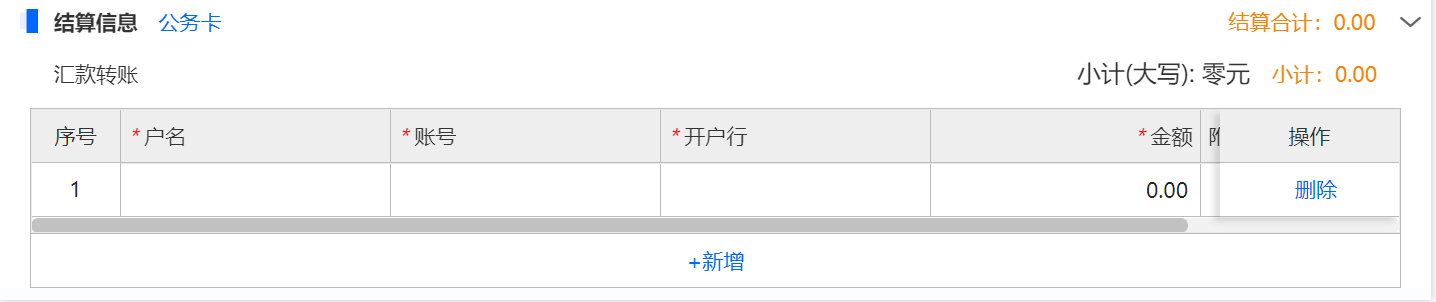 结算信息 公务卡 结算合计：0.00
汇款转账 小计(大写): 零元 小计：0.00
序号 *户名 *账号 *开户行 *金额 操作
1 0.00 删除
+新增